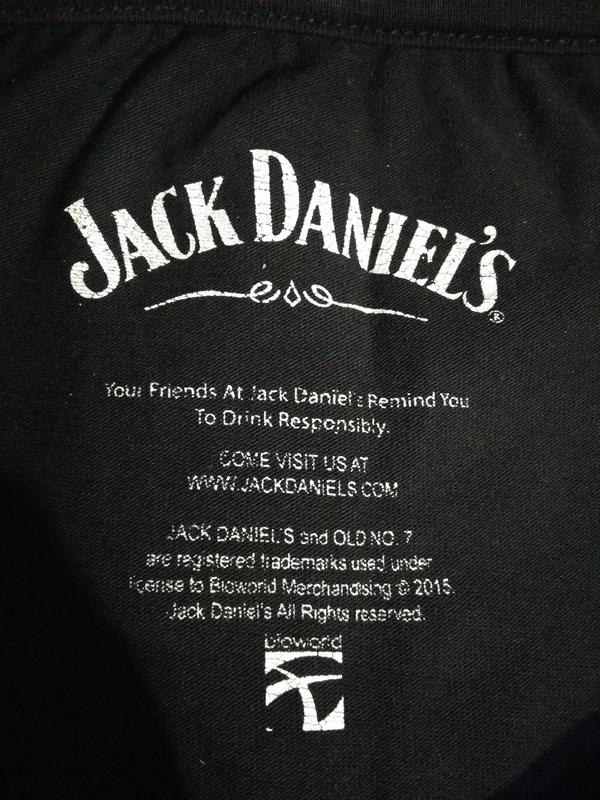 JACK DANIEL'S®
Your Friends At Jack Daniel's Remind You
To Drink Responsibly.
COME VISIT US AT
WWW.JACKDANIELS.COM
JACK DANIEL'S and OLD NO. 7
are registered trademarks used under
license to Bioworld Merchandising © 2015.
Jack Daniel's All Rights reserved.
bioworld